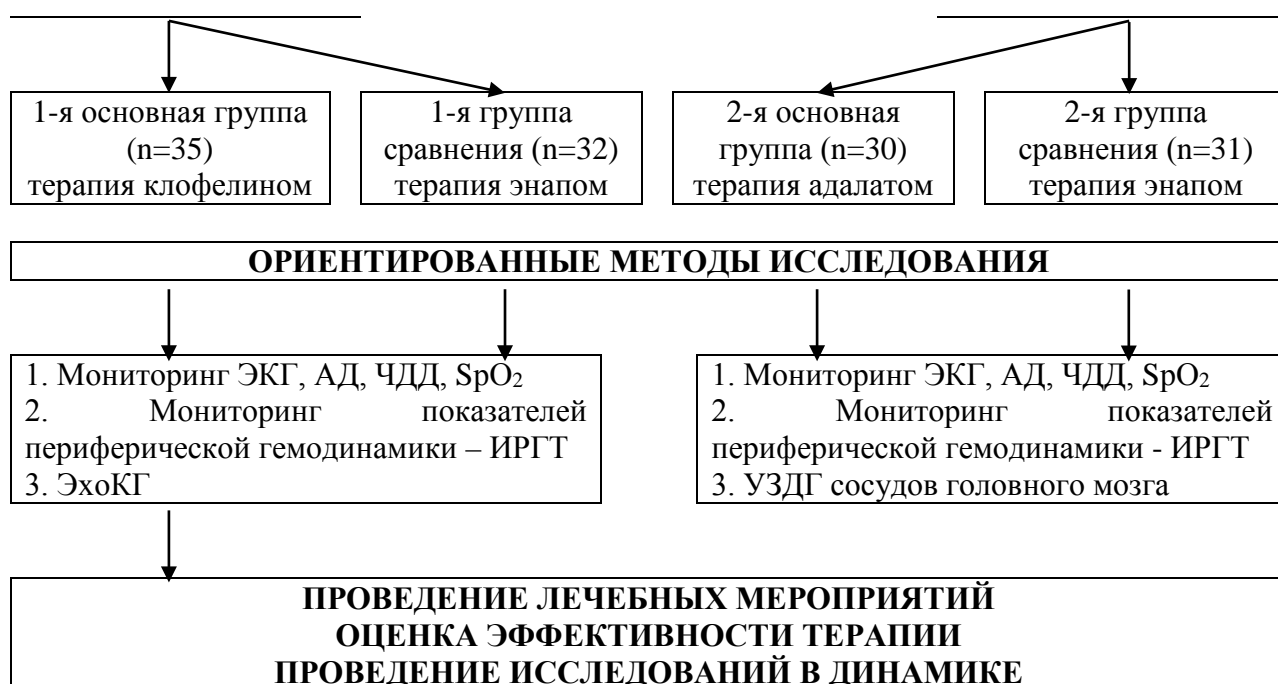 1-я основная группа
(n=35)
терапия клофелином
1-я группа
сравнения (n=32)
терапия энапом
2-я основная
группа (n=30)
терапия адалатом
2-я группа
сравнения (n=31)
терапия энапом
ОРИЕНТИРОВАННЫЕ МЕТОДЫ ИССЛЕДОВАНИЯ
1. Мониторинг ЭКГ, АД, ЧДД, SpO₂
2. Мониторинг показателей
периферической гемодинамики – ИРГТ
3. ЭхоКГ
1. Мониторинг ЭКГ, АД, ЧДД, SpO₂
2. Мониторинг показателей
периферической гемодинамики - ИРГТ
3. УЗДГ сосудов головного мозга
ПРОВЕДЕНИЕ ЛЕЧЕБНЫХ МЕРОПРИЯТИЙ
ОЦЕНКА ЭФФЕКТИВНОСТИ ТЕРАПИИ
ПРОВЕДЕНИЕ ИССЛЕДОВАНИЙ В ДИНАМИКЕ